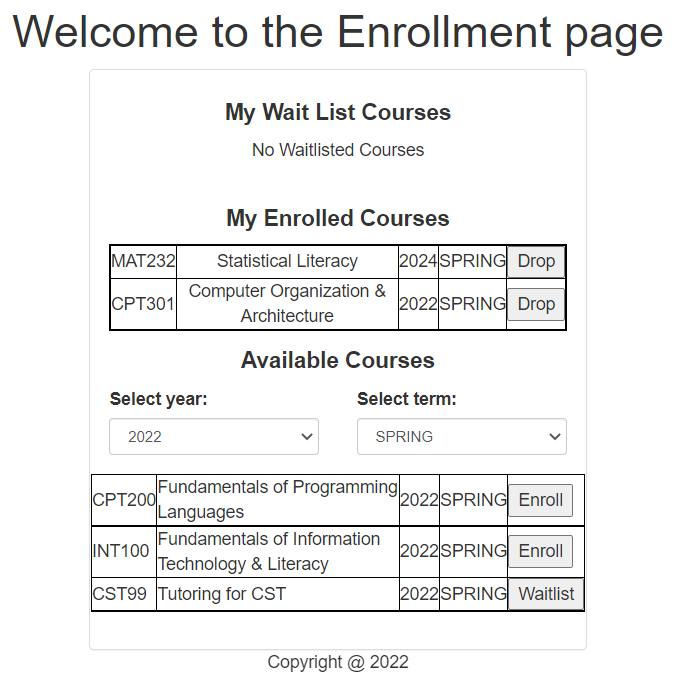 Welcome to the Enrollment page
My Wait List Courses
No Waitlisted Courses
My Enrolled Courses
MAT232 Statistical Literacy 2024 SPRING Drop
CPT301 Computer Organization & 2022 SPRING Drop
Architecture
Available Courses
Select year: Select term:
2022 SPRING
CPT200 Fundamentals of Programming 2022 SPRING Enroll
Languages
INT100 Fundamentals of Information 2022 SPRING Enroll
Technology & Literacy
CST99 Tutoring for CST 2022 SPRING Waitlist
Copyright @ 2022